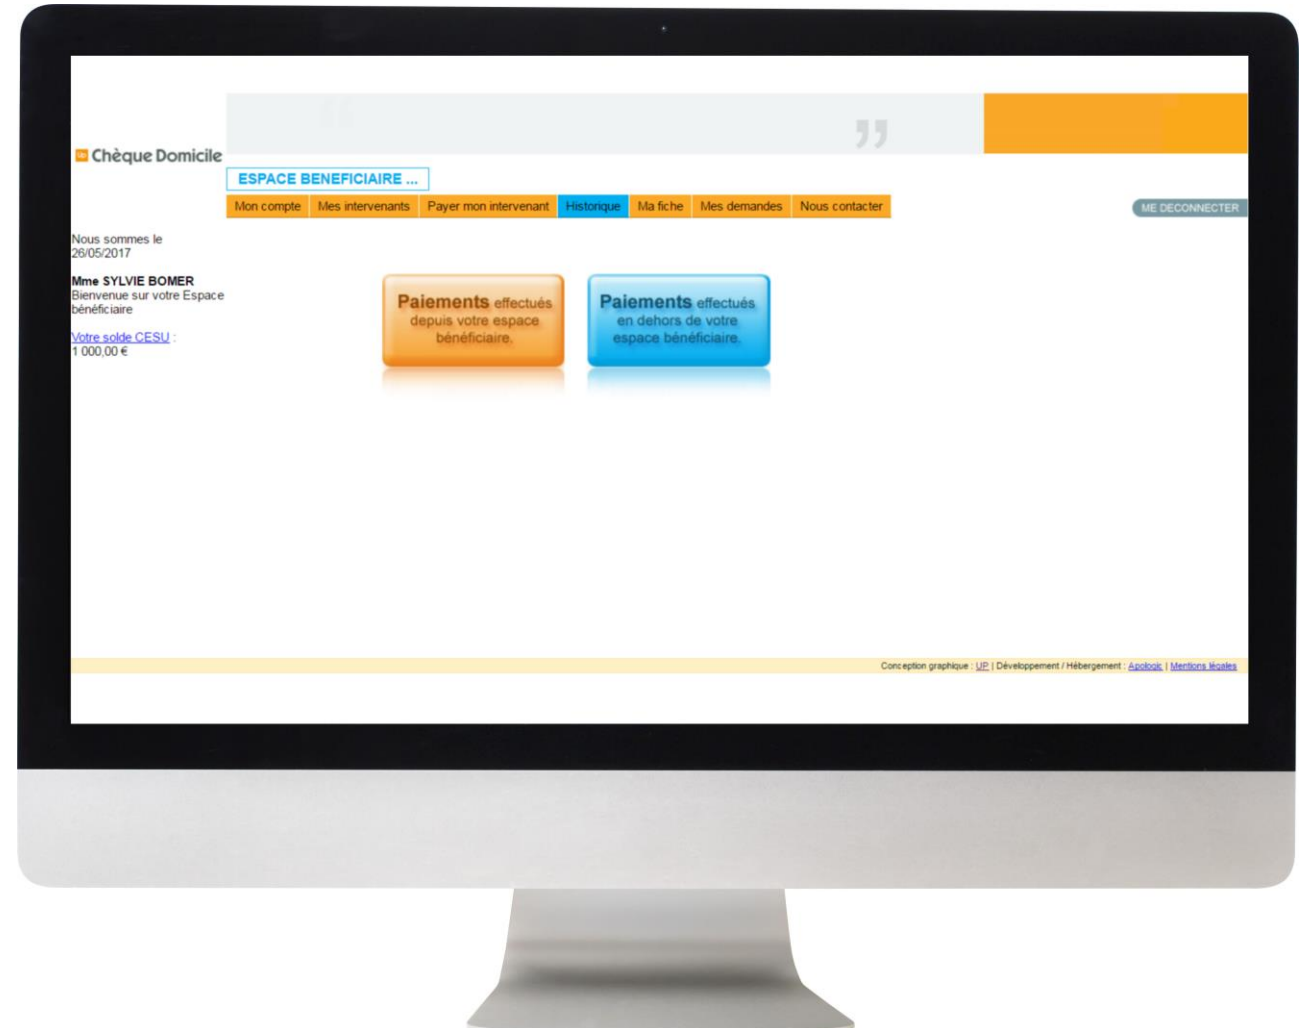 Chèque Domicile
ESPACE BENEFICIAIRE ...
Mon compte Mes intervenants Payer mon intervenant Historique Ma fiche Mes demandes Nous contacter
ME DECONNECTER
Nous sommes le
26/05/2017
Mme SYLVIE BOMER
Bienvenue sur votre Espace
bénéficiaire
Votre solde CESU :
1 000,00 €
Paiements effectués
depuis votre espace
bénéficiaire.
Paiements effectués
en dehors de votre
espace bénéficiaire.
Conception graphique : UP | Développement / Hébergement : Apologic | Mentions légales